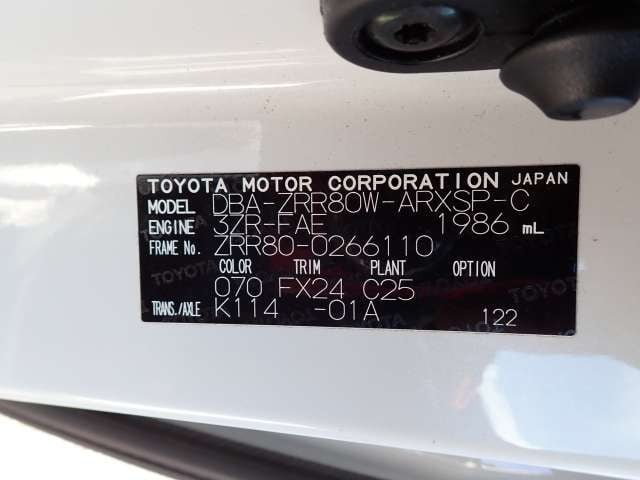 TOYOTA MOTOR CORPORATION JAPAN
MODEL DBA-ZRR80W-ARXSP-C
ENGINE 3ZR-FAE 1986 mL
FRAME No. ZRR80-0266110
COLOR TRIM PLANT OPTION
070 FX24 C25
TRANS./AXLE K114 -01A 122